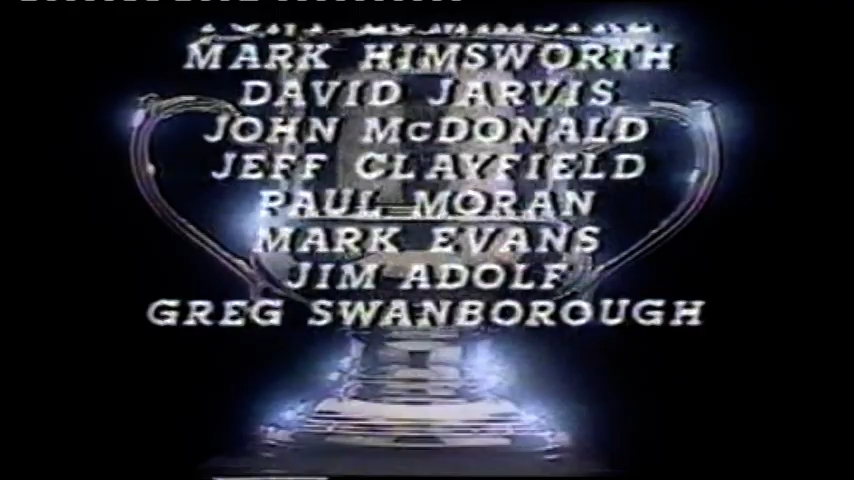 MARK HIMSWORTH
DAVID JARVIS
JOHN McDONALD
JEFF CLAYFIELD
PAUL MORAN
MARK EVANS
JIM ADOLF
GREG SWANBOROUGH